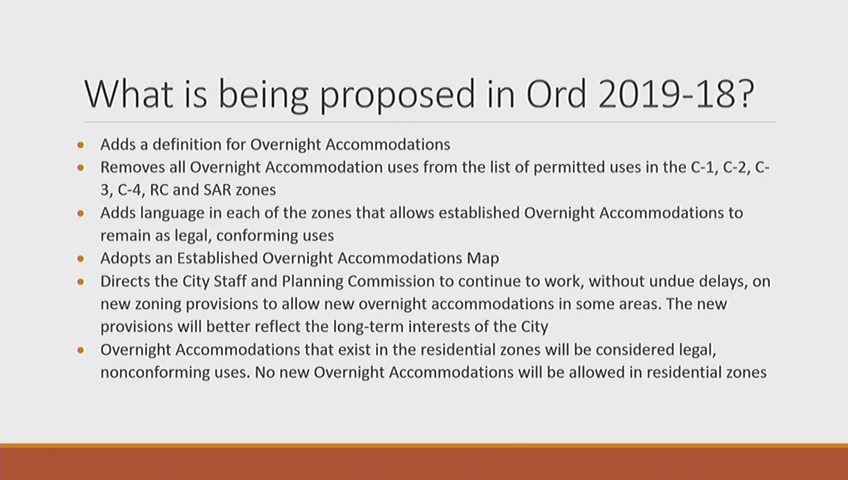 What is being proposed in Ord 2019-18?
• Adds a definition for Overnight Accommodations
• Removes all Overnight Accommodation uses from the list of permitted uses in the C-1, C-2, C-
3, C-4, RC and SAR zones
• Adds language in each of the zones that allows established Overnight Accommodations to
remain as legal, conforming uses
• Adopts an Established Overnight Accommodations Map
• Directs the City Staff and Planning Commission to continue to work, without undue delays, on
new zoning provisions to allow new overnight accommodations in some areas. The new
provisions will better reflect the long-term interests of the City
• Overnight Accommodations that exist in the residential zones will be considered legal,
nonconforming uses. No new Overnight Accommodations will be allowed in residential zones